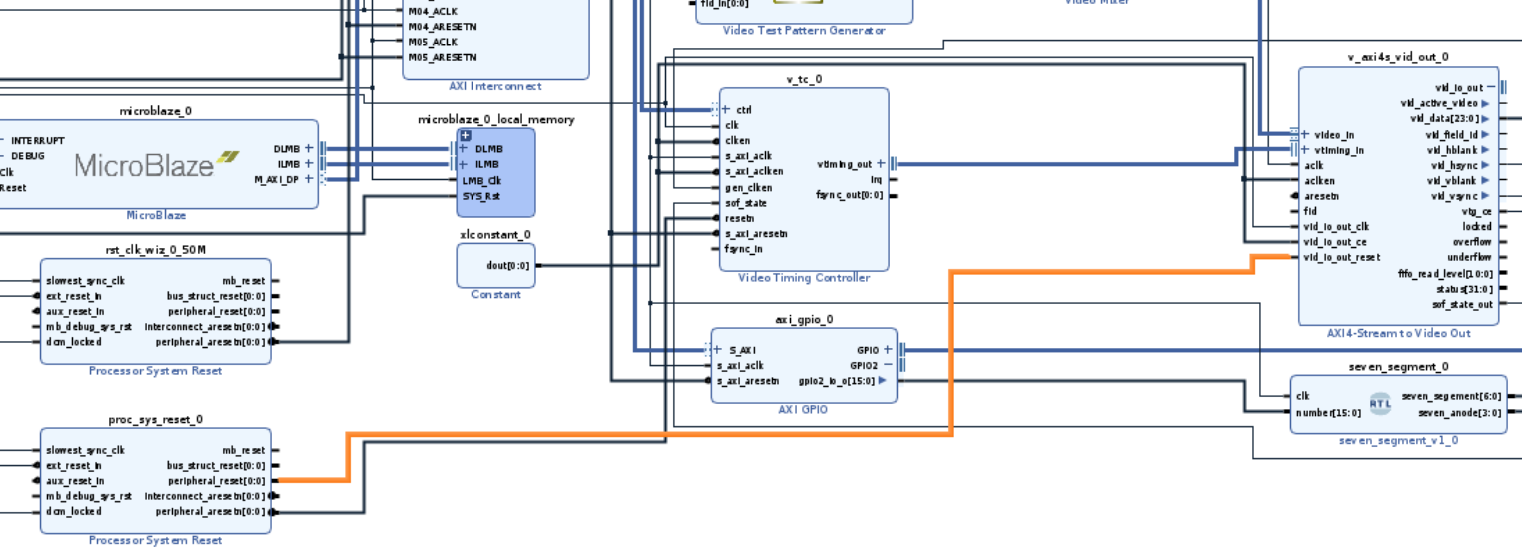 M04_ACLK
M04_ARESETN
M05_ACLK
M05_ARESETN
AXI Interconnect
fid_in[0:0]
Video Test Pattern Generator
Video Mixer
microblaze_0
INTERRUPT
DEBUG
Clk
Reset
MicroBlaze
DLMB +
ILMB +
M_AXI_DP +
MicroBlaze
microblaze_0_local_memory
+ DLMB
+ ILMB
LMB_Clk
SYS_Rst
xlconstant_0
dout[0:0]
Constant
rst_clk_wiz_0_50M
slowest_sync_clk
ext_reset_in
aux_reset_in
mb_debug_sys_rst
dcm_locked
mb_reset
bus_struct_reset[0:0]
peripheral_reset[0:0]
interconnect_aresetn[0:0]
peripheral_aresetn[0:0]
Processor System Reset
proc_sys_reset_0
slowest_sync_clk
ext_reset_in
aux_reset_in
mb_debug_sys_rst
dcm_locked
mb_reset
bus_struct_reset[0:0]
peripheral_reset[0:0]
interconnect_aresetn[0:0]
peripheral_aresetn[0:0]
Processor System Reset
v_tc_0
+ ctrl
clk
clken
s_axi_aclk
s_axi_aclken
gen_clken
sof_state
resetn
s_axi_aresetn
fsync_in
vtiming_out +
irq
fsync_out[0:0]
Video Timing Controller
axi_gpio_0
+ S_AXI
s_axi_aclk
s_axi_aresetn
GPIO +
GPIO2 −
gpio2_io_o[15:0]
AXI GPIO
v_axi4s_vid_out_0
+ video_in
+ vtiming_in
aclk
aclken
aresetn
fid
vid_io_out_clk
vid_io_out_ce
vid_io_out_reset
vid_io_out −
vid_active_video
vid_data[23:0]
vid_field_id
vid_hblank
vid_hsync
vid_vblank
vid_vsync
vtg_ce
locked
overflow
underflow
fifo_read_level[10:0]
status[31:0]
sof_state_out
AXI4-Stream to Video Out
seven_segment_0
clk
number[15:0]
RTL
seven_segement[6:0]
seven_anode[3:0]
seven_segment_v1_0